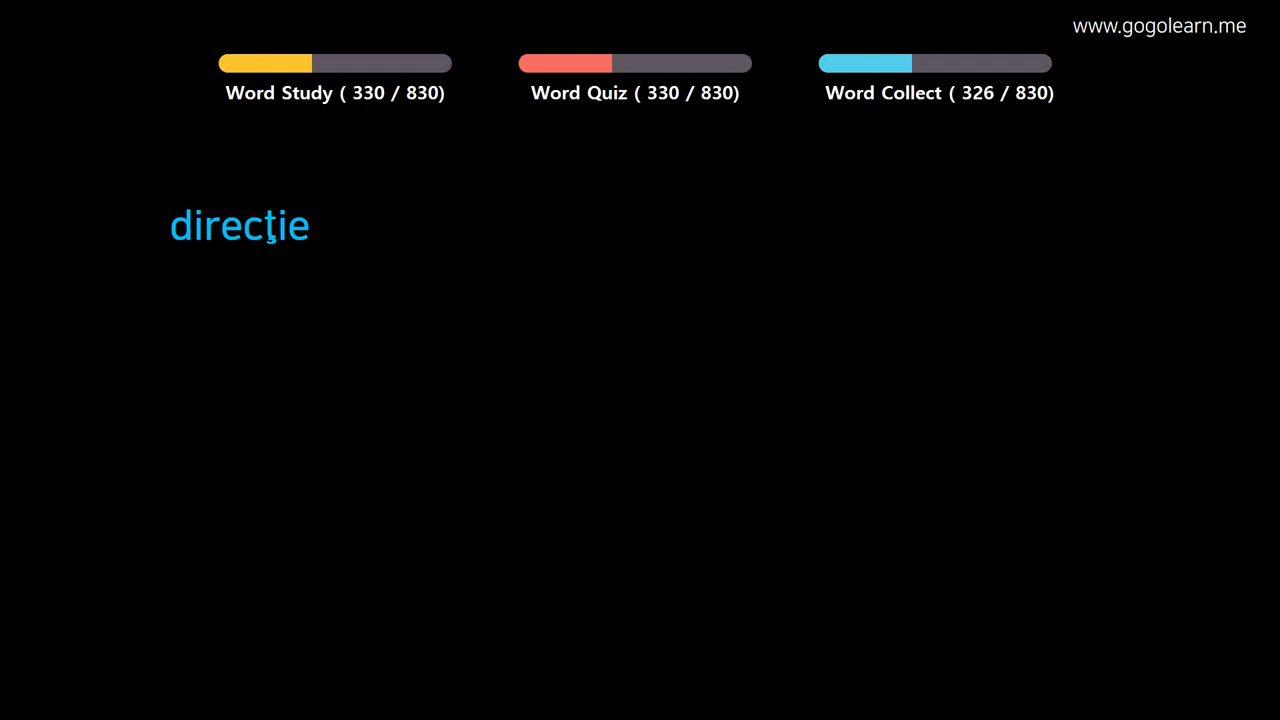 www.gogolearn.me
Word Study ( 330 / 830)
Word Quiz ( 330 / 830)
Word Collect ( 326 / 830)
direcţie